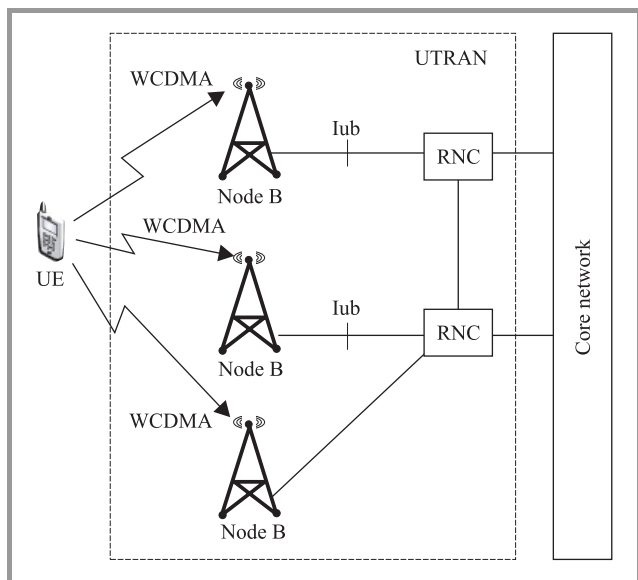 UTRAN
WCDMA
Iub
RNC
Node B
WCDMA
UE
Iub
RNC
Node B
Core network
WCDMA
Node B